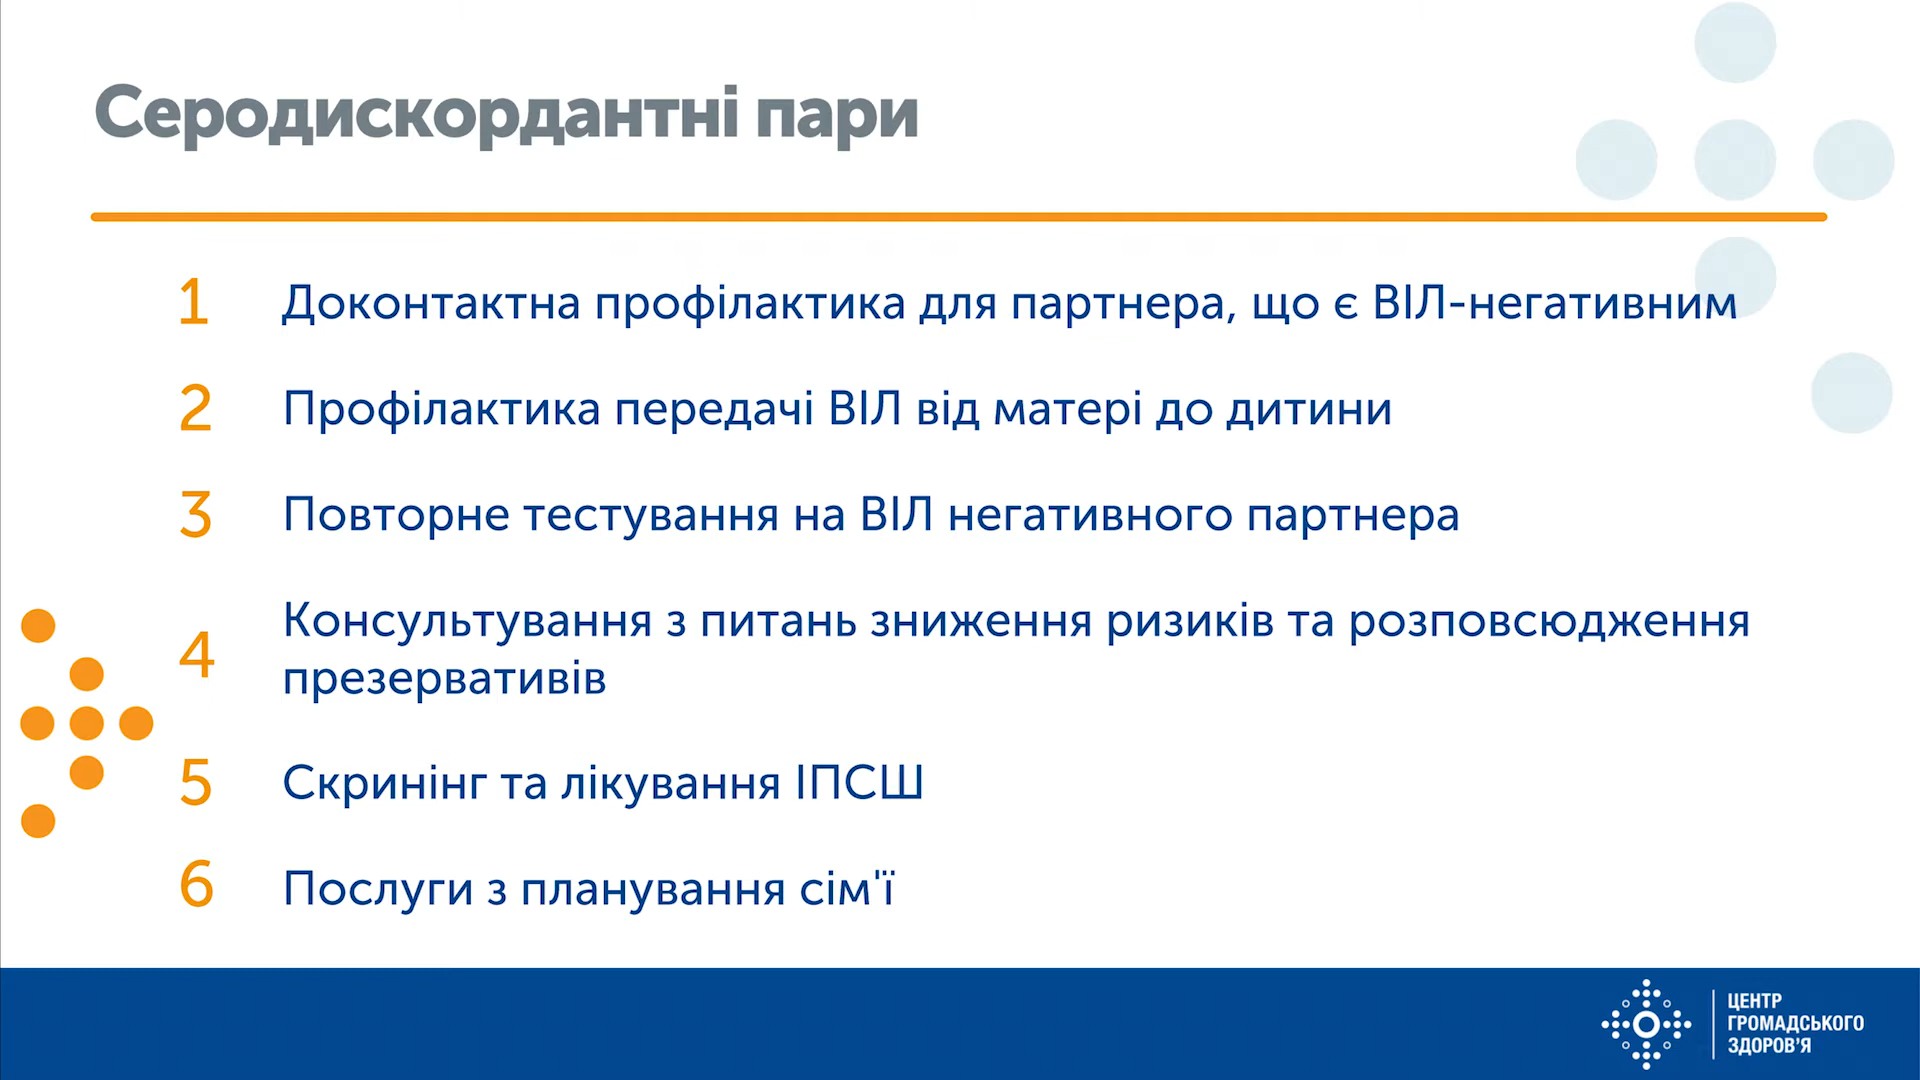 Серодискордантні пари
1 Доконтактна профілактика для партнера, що є ВІЛ-негативним
2 Профілактика передачі ВІЛ від матері до дитини
3 Повторне тестування на ВІЛ негативного партнера
4 Консультування з питань зниження ризиків та розповсюдження
презервативів
5 Скринінг та лікування ІПСШ
6 Послуги з планування сім'ї
ЦЕНТР
ГРОМАДСЬКОГО
ЗДОРОВ'Я